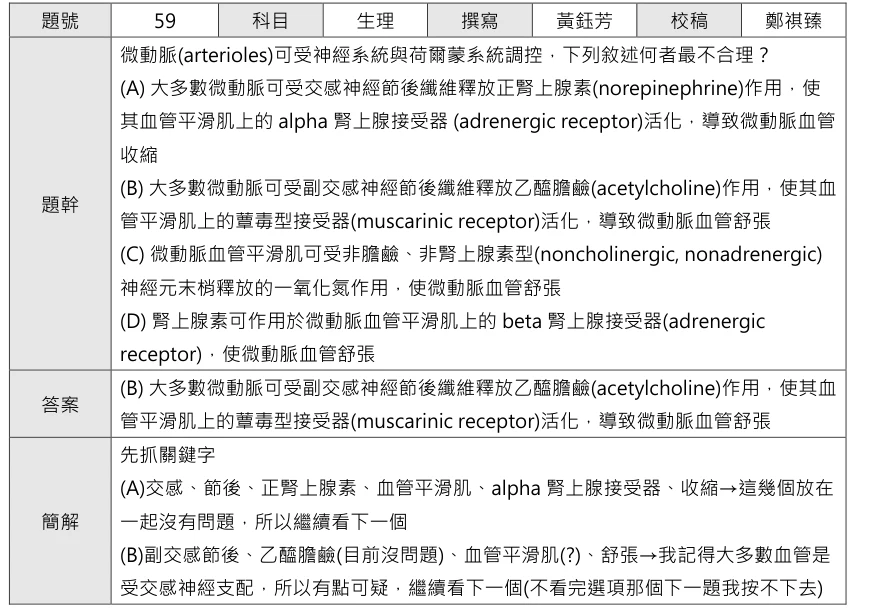 題號 59 科目 生理 撰寫 黃鈺芳 校稿 鄭祺臻
題幹
微動脈(arterioles)可受神經系統與荷爾蒙系統調控，下列敘述何者最不合理？
(A) 大多數微動脈可受交感神經節後纖維釋放正腎上腺素(norepinephrine)作用，使
其血管平滑肌上的 alpha 腎上腺接受器 (adrenergic receptor)活化，導致微動脈血管
收縮
(B) 大多數微動脈可受副交感神經節後纖維釋放乙醯膽鹼(acetylcholine)作用，使其血
管平滑肌上的蕈毒型接受器(muscarinic receptor)活化，導致微動脈血管舒張
(C) 微動脈血管平滑肌可受非膽鹼、非腎上腺素型(noncholinergic, nonadrenergic)
神經元末梢釋放的一氧化氮作用，使微動脈血管舒張
(D) 腎上腺素可作用於微動脈血管平滑肌上的 beta 腎上腺接受器(adrenergic
receptor)，使微動脈血管舒張
答案
(B) 大多數微動脈可受副交感神經節後纖維釋放乙醯膽鹼(acetylcholine)作用，使其血
管平滑肌上的蕈毒型接受器(muscarinic receptor)活化，導致微動脈血管舒張
簡解
先抓關鍵字
(A)交感、節後、正腎上腺素、血管平滑肌、alpha 腎上腺接受器、收縮→這幾個放在
一起沒有問題，所以繼續看下一個
(B)副交感節後、乙醯膽鹼(目前沒問題)、血管平滑肌(?)、舒張→我記得大多數血管是
受交感神經支配，所以有點可疑，繼續看下一個(不看完選項那個下一題我按不下去)